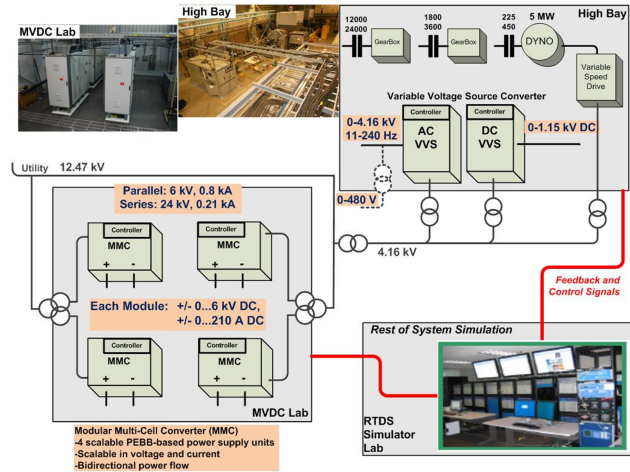 MVDC Lab
High Bay
High Bay
12000
24000
GearBox
1800
3600
GearBox
225
450
5 MW
DYNO
Variable
Speed
Drive
Variable Voltage Source Converter
0-4.16 kV
11-240 Hz
Controller
AC
VVS
Controller
DC
VVS
0-1.15 kV DC
0-480 V
Utility
12.47 kV
4.16 kV
Parallel: 6 kV, 0.8 kA
Series: 24 kV, 0.21 kA
Controller
MMC
+ -
Controller
MMC
+ -
Each Module: +/- 0...6 kV DC,
+/- 0...210 A DC
Controller
MMC
+ -
Controller
MMC
+ -
MVDC Lab
Feedback and
Control Signals
Rest of System Simulation
RTDS
Simulator
Lab
Modular Multi-Cell Converter (MMC)
-4 scalable PEBB-based power supply units
-Scalable in voltage and current
-Bidirectional power flow